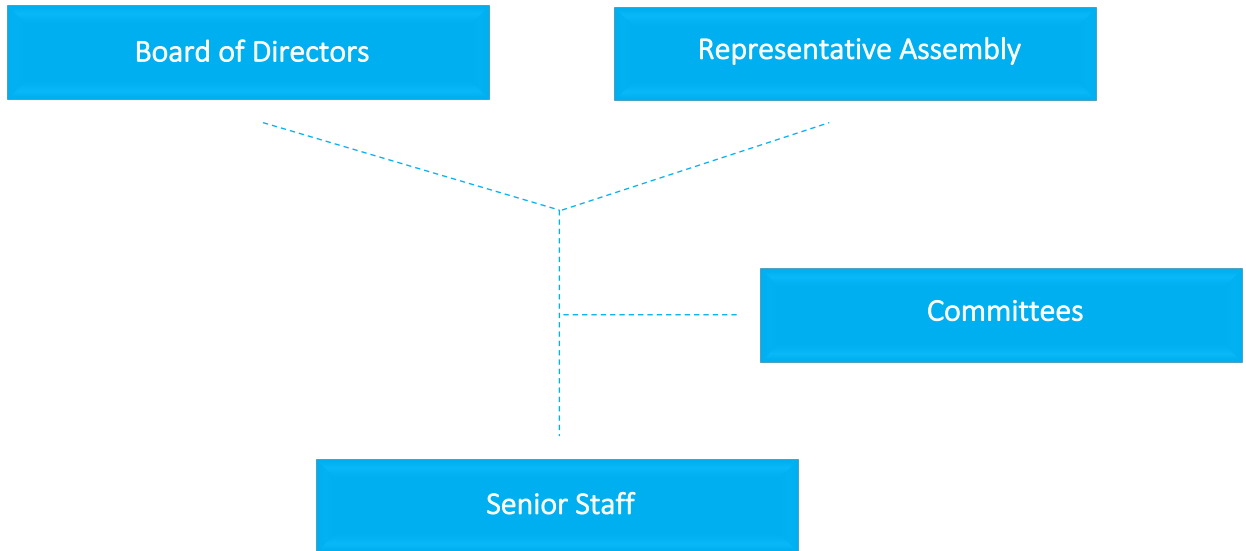 Board of Directors
Representative Assembly
Committees
Senior Staff